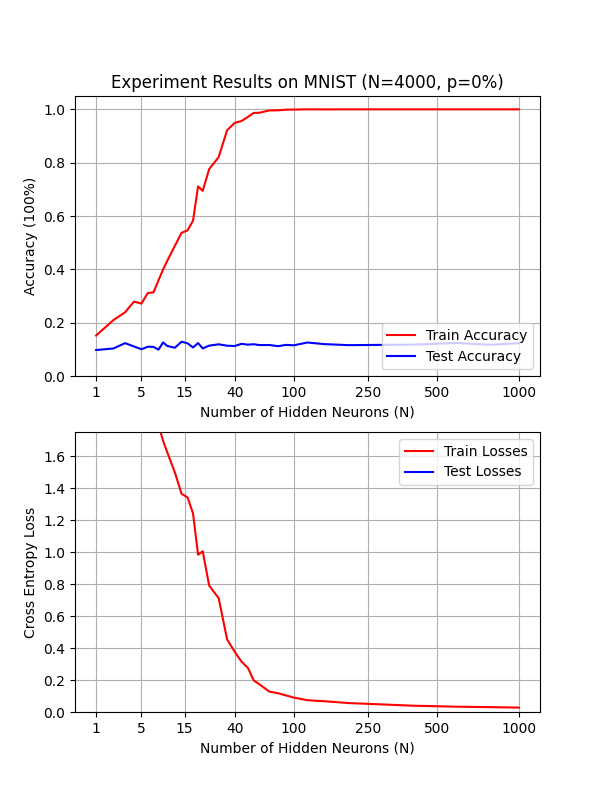 Experiment Results on MNIST (N=4000, p=0%)
1.0
0.8
0.6
0.4
0.2
0.0
Accuracy (100%)
Train Accuracy
Test Accuracy
1 5 15 40 100 250 500 1000
Number of Hidden Neurons (N)
1.6
1.4
1.2
1.0
0.8
0.6
0.4
0.2
0.0
Cross Entropy Loss
Train Losses
Test Losses
1 5 15 40 100 250 500 1000
Number of Hidden Neurons (N)